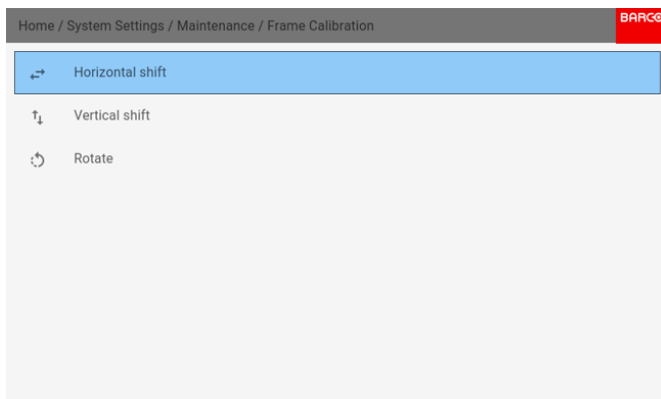 Home / System Settings / Maintenance / Frame Calibration
BARCO
Horizontal shift
Vertical shift
Rotate